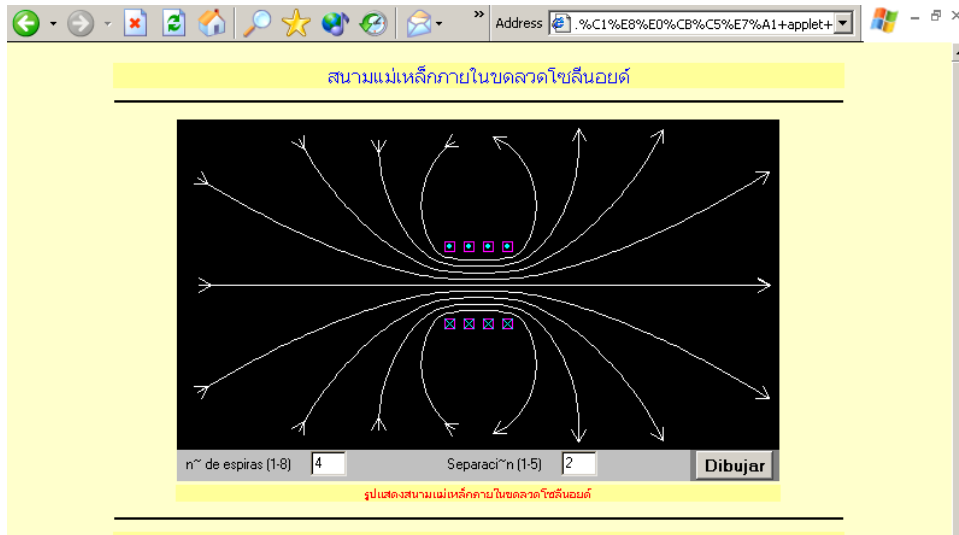 » Address .%C1%E8%E0%CB%C5%E7%A1+applet+
สนามแม่เหล็กภายในขดลวดโซลีนอยด์
n~ de espiras (1-8) 4 Separaci~n (1-5) 2 Dibujar
รูปแสดงสนามแม่เหล็กภายในขดลวดโซลีนอยด์